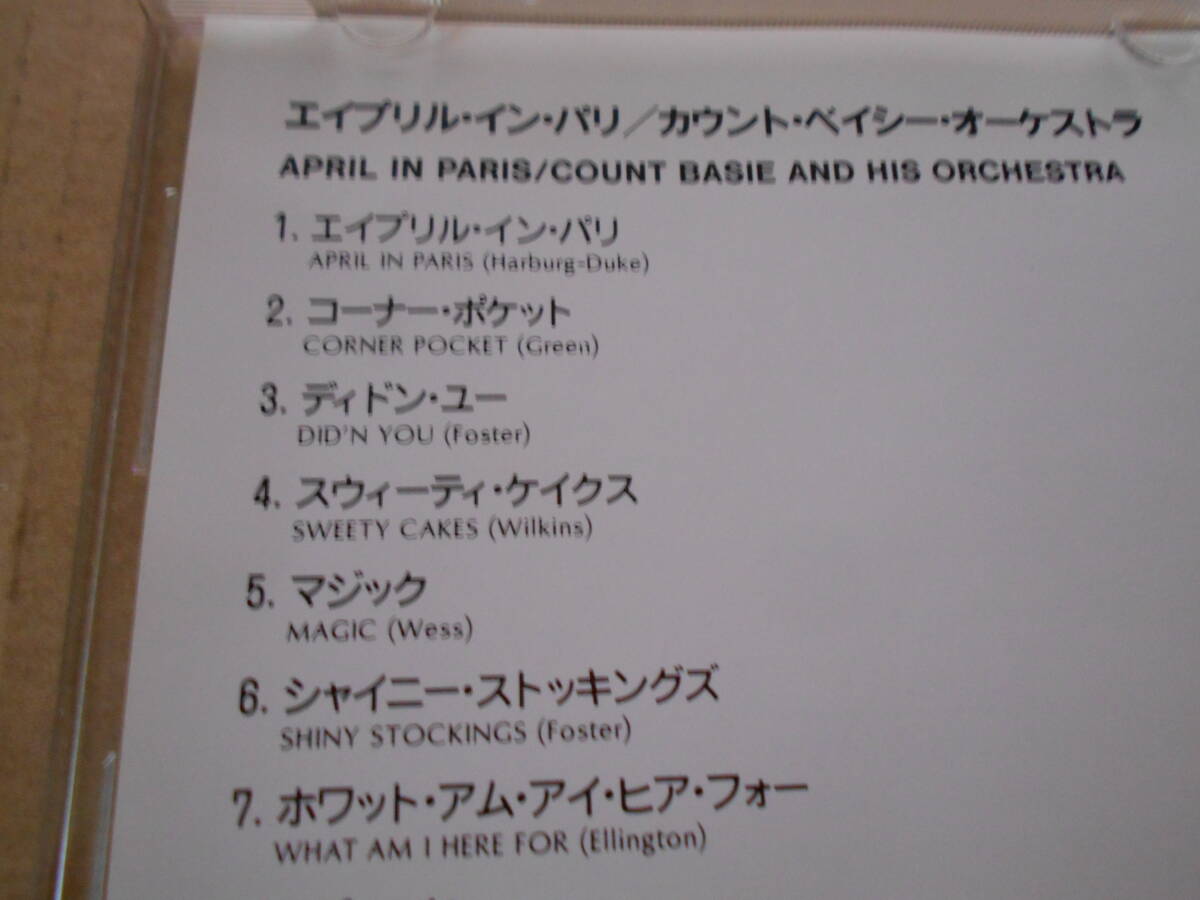 エイプリル・イン・パリ／カウント・ベイシー・オーケストラ
APRIL IN PARIS/COUNT BASIE AND HIS ORCHESTRA
1. エイプリル・イン・パリ
APRIL IN PARIS (Harburg=Duke)
2. コーナー・ポケット
CORNER POCKET (Green)
3. ディドン・ユー
DID'N YOU (Foster)
4. スウィーティ・ケイクス
SWEETY CAKES (Wilkins)
5. マジック
MAGIC (Wess)
6. シャイニー・ストッキングズ
SHINY STOCKINGS (Foster)
7. ホワット・アム・アイ・ヒア・フォー
WHAT AM I HERE FOR (Ellington)